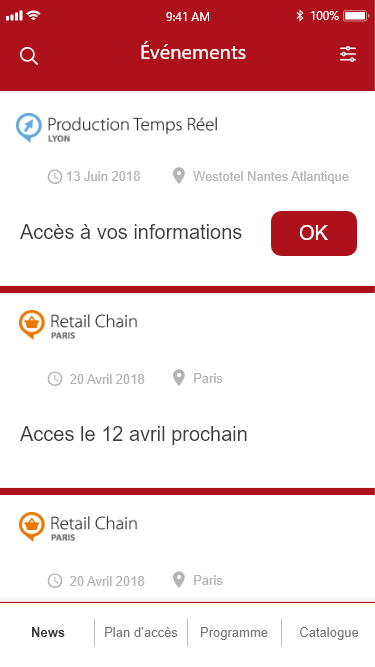 9:41 AM
100%
Événements
Production Temps Réel
LYON
13 Juin 2018
Westotel Nantes Atlantique
Accès à vos informations
OK
Retail Chain
PARIS
20 Avril 2018
Paris
Acces le 12 avril prochain
Retail Chain
PARIS
20 Avril 2018
Paris
News
Plan d'accès
Programme
Catalogue